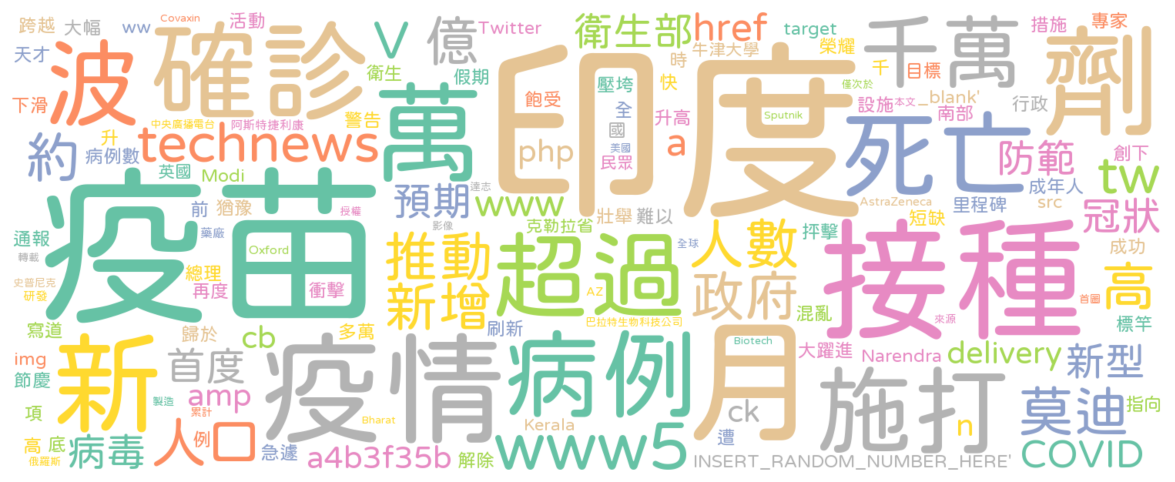 跨越
大幅
ww
Covaxin
活動
天才
波
確診
V
億
Twitter
衛生部
href
target
榮耀
千萬
措施
專家
牛津大學
時
快
千
目標
衛生
假期
下滑
升
中央廣播電台
阿斯特捷利康
警告
萬
飽受
印度
壓垮
全
國
美國
民眾
升高
Sputnik
設施
本文
_blank'
南部
僅次於
行政
劑
約
病例數
technews
php
a
死亡
防範
創下
成年人
tw
英國
Modi
授權
前
猶豫
預期
www
達志
影像
壯舉
難以
克勒拉省
AstraZeneca
里程碑
src
短缺
冠狀
通報
轉載
疫苗
Oxford
藥廠
總理
再度
衝擊
推動
超過
全球
人數
抨擊
接種
成功
史普尼克
研發
新增
AZ
巴拉特生物科技公司
政府
混亂
來源
首圖
高
標竿
寫道
歸於
多萬
刷新
cb
img
節慶
新
首度
疫情
病例
Biotech
月
大躍進
Narendra
delivery
新型
amp
製造
累計
Bharat
項
高
底
病毒
人口
例
急遽
Kerala
ck
遭
施打
n
莫迪
指向
俄羅斯
a4b3f35b
解除
www5
INSERT_RANDOM_NUMBER_HERE'
COVID